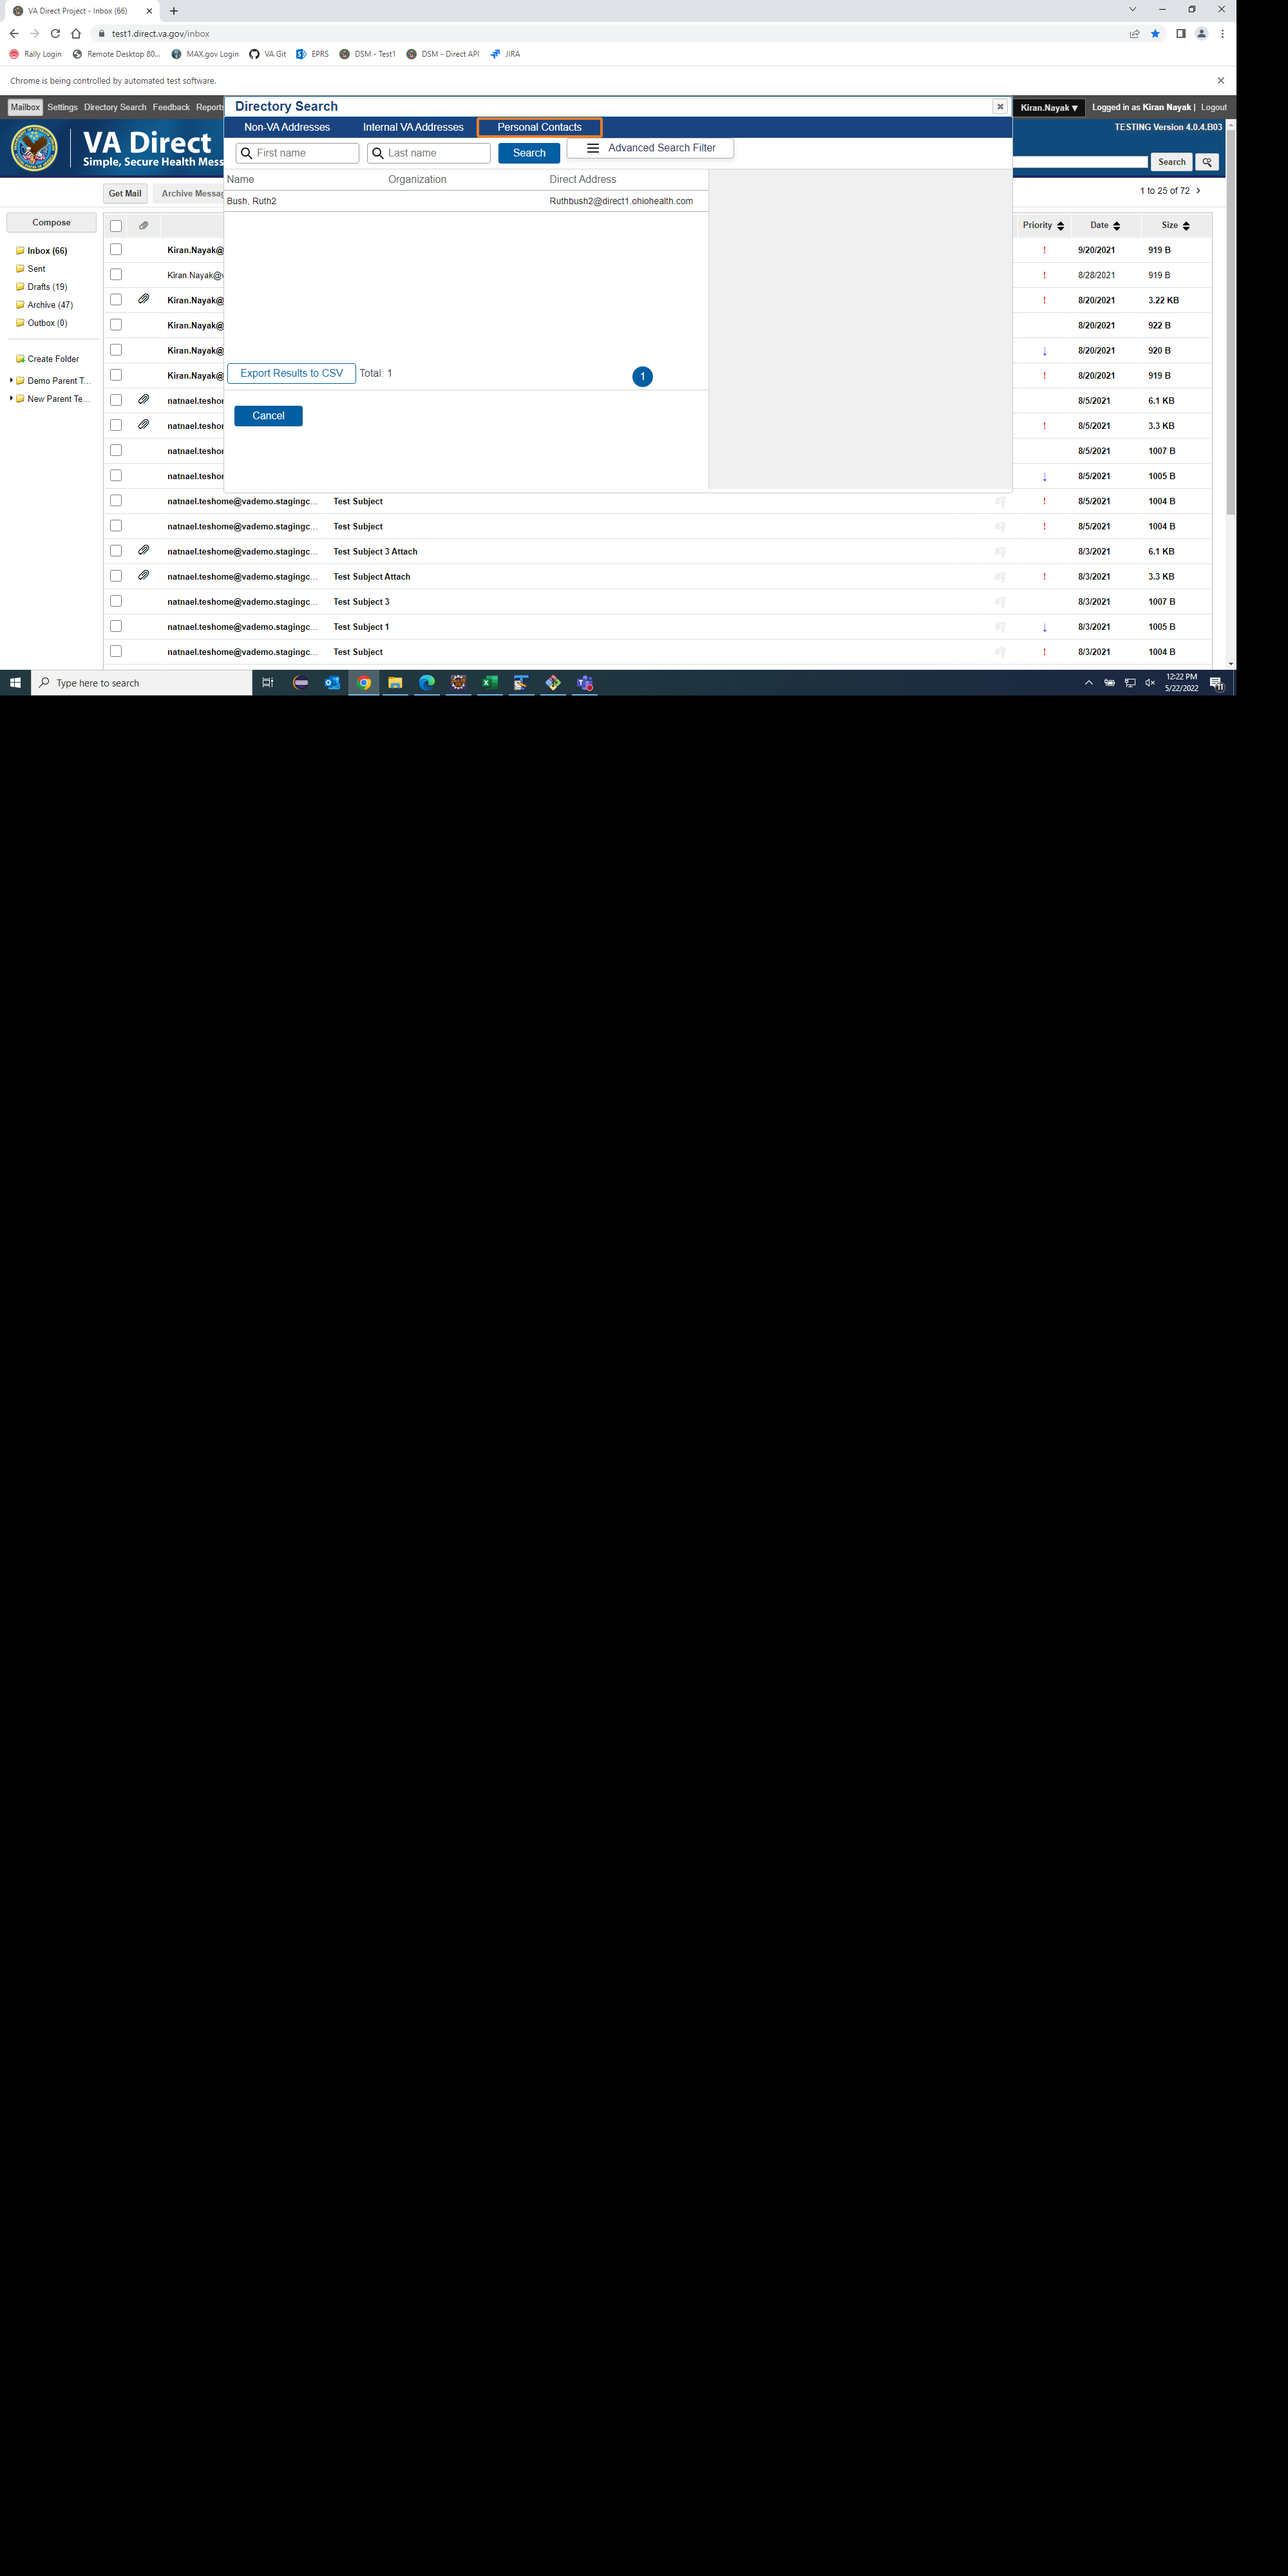 VA Direct Project - Inbox (66)
test1.direct.va.gov/inbox
Rally Login Remote Desktop 80... MAX.gov Login VA Git EPRS DSM - Test1 DSM - Direct API JIRA
Chrome is being controlled by automated test software.
Mailbox Settings Directory Search Feedback Reports
Directory Search
Kiran.Nayak ▾ Logged in as Kiran Nayak | Logout
Non-VA Addresses Internal VA Addresses Personal Contacts
TESTING Version 4.0.4.B03
VA Direct
Simple, Secure Health Mess
First name Last name Search Advanced Search Filter
Search
Name Organization Direct Address
Get Mail Archive Messag
1 to 25 of 72 >
Bush, Ruth2 Ruthbush2@direct1.ohiohealth.com
Compose
Priority Date Size
Inbox (66)
Sent
Drafts (19)
Archive (47)
Outbox (0)
Create Folder
Demo Parent T...
New Parent Te...
Kiran.Nayak@ ! 9/20/2021 919 B
Kiran.Nayak@v ! 8/28/2021 919 B
Kiran.Nayak@ ! 8/20/2021 3.22 KB
Kiran.Nayak@ 8/20/2021 922 B
Kiran.Nayak@ ↓ 8/20/2021 920 B
Kiran.Nayak@ ! 8/20/2021 919 B
Export Results to CSV Total: 1
1
natnael.teshor 8/5/2021 6.1 KB
Cancel
natnael.teshor ! 8/5/2021 3.3 KB
natnael.teshor 8/5/2021 1007 B
natnael.teshor ↓ 8/5/2021 1005 B
natnael.teshome@vademo.stagingc... Test Subject ! 8/5/2021 1004 B
natnael.teshome@vademo.stagingc... Test Subject ! 8/5/2021 1004 B
natnael.teshome@vademo.stagingc... Test Subject 3 Attach 8/3/2021 6.1 KB
natnael.teshome@vademo.stagingc... Test Subject Attach ! 8/3/2021 3.3 KB
natnael.teshome@vademo.stagingc... Test Subject 3 8/3/2021 1007 B
natnael.teshome@vademo.stagingc... Test Subject 1 ↓ 8/3/2021 1005 B
natnael.teshome@vademo.stagingc... Test Subject ! 8/3/2021 1004 B
Type here to search
12:22 PM
5/22/2022
11